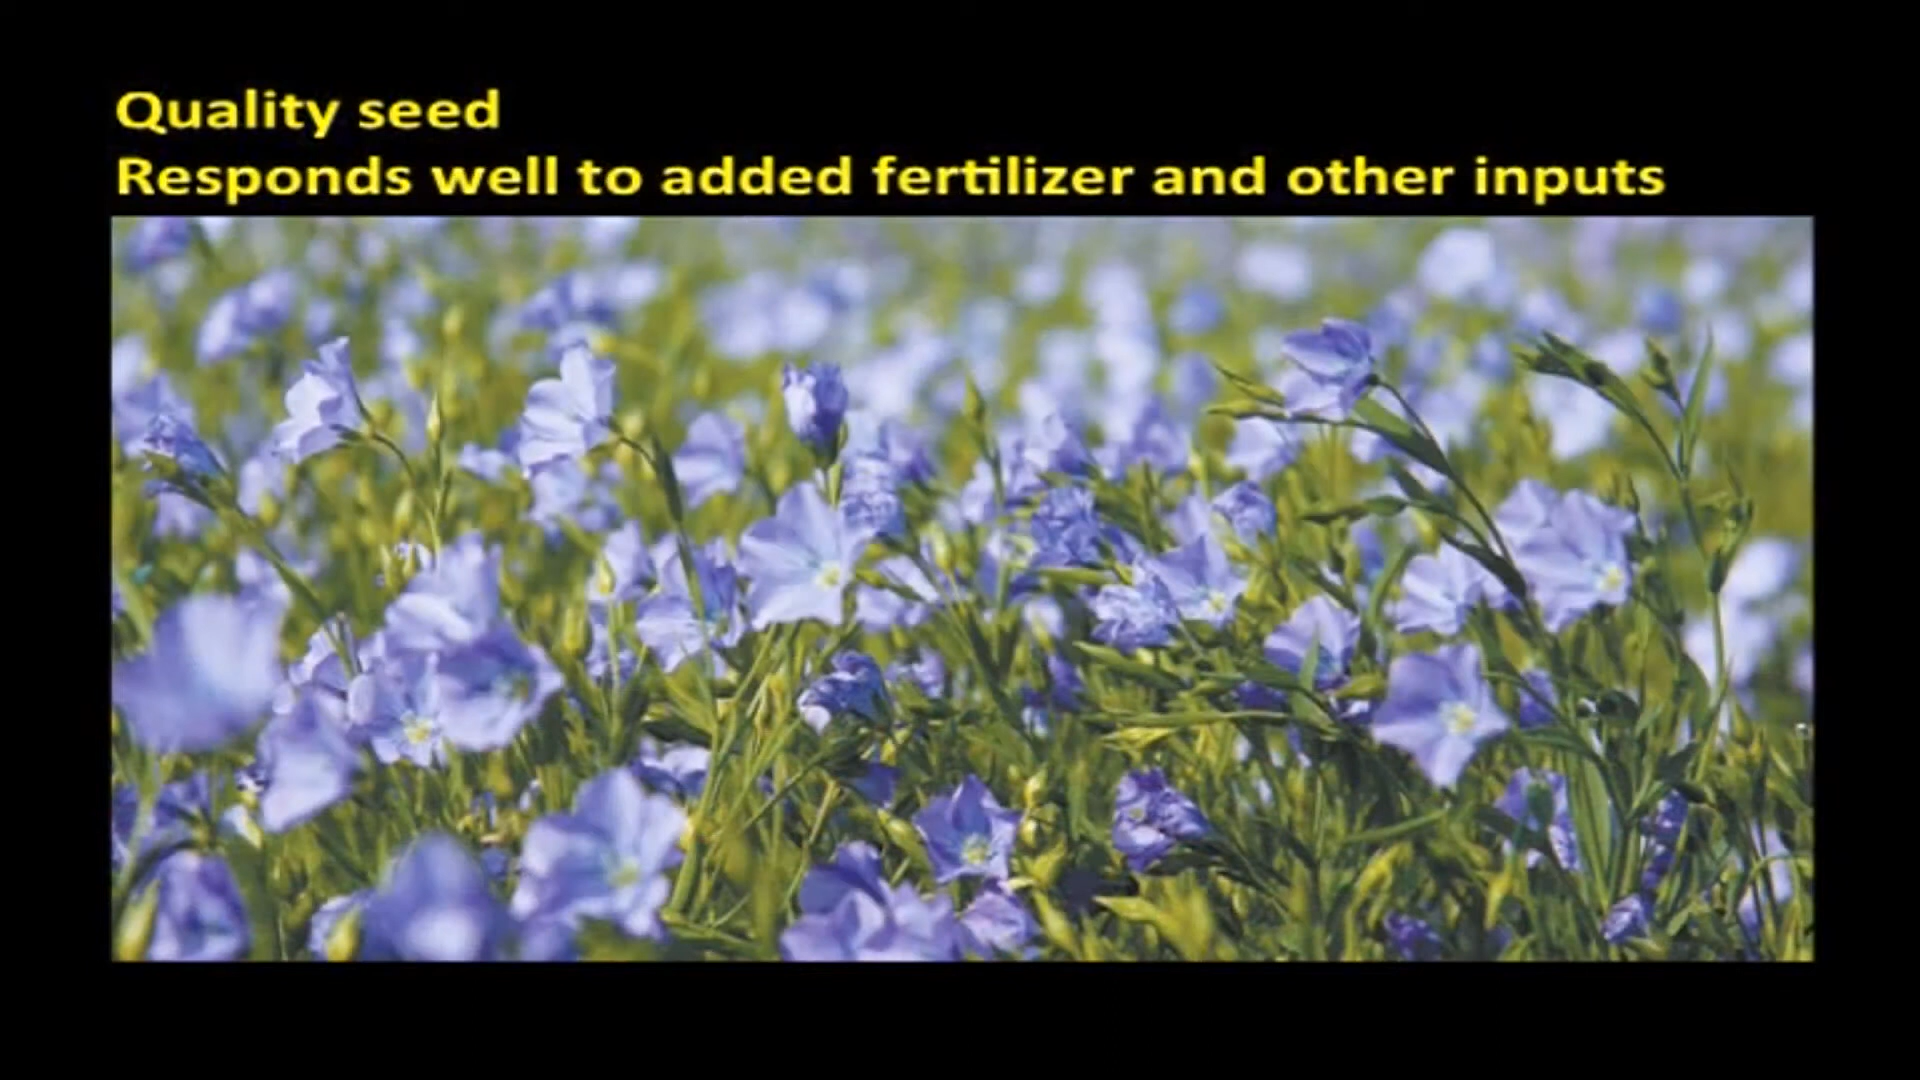 Quality seed
Responds well to added fertilizer and other inputs